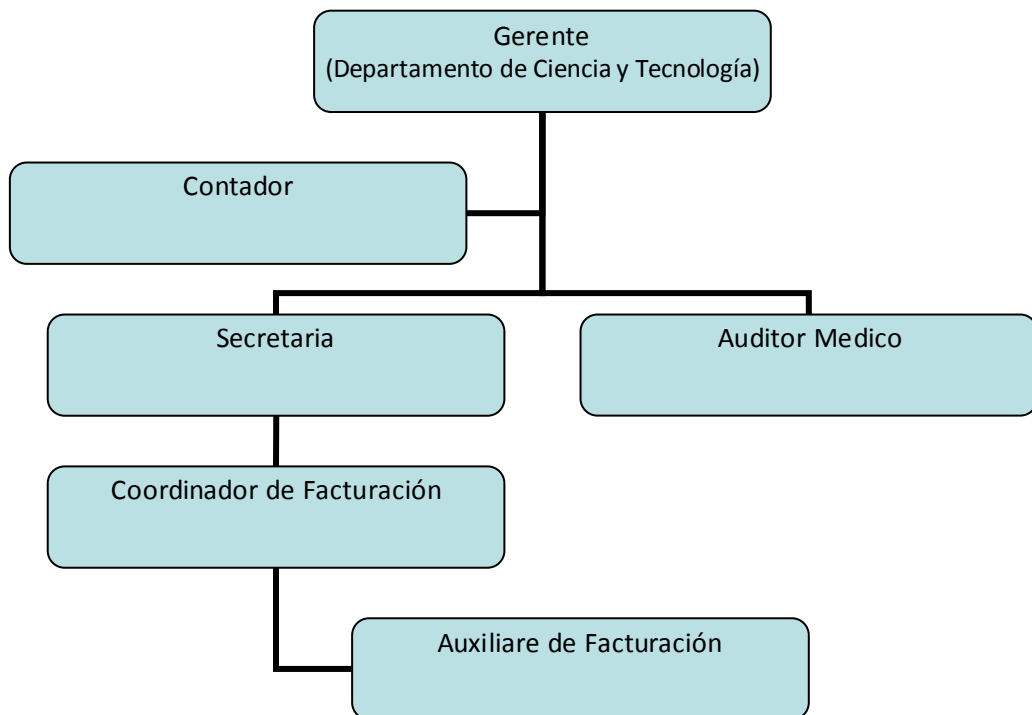 Gerente
(Departamento de Ciencia y Tecnología)
Contador
Secretaria
Auditor Medico
Coordinador de Facturación
Auxiliare de Facturación